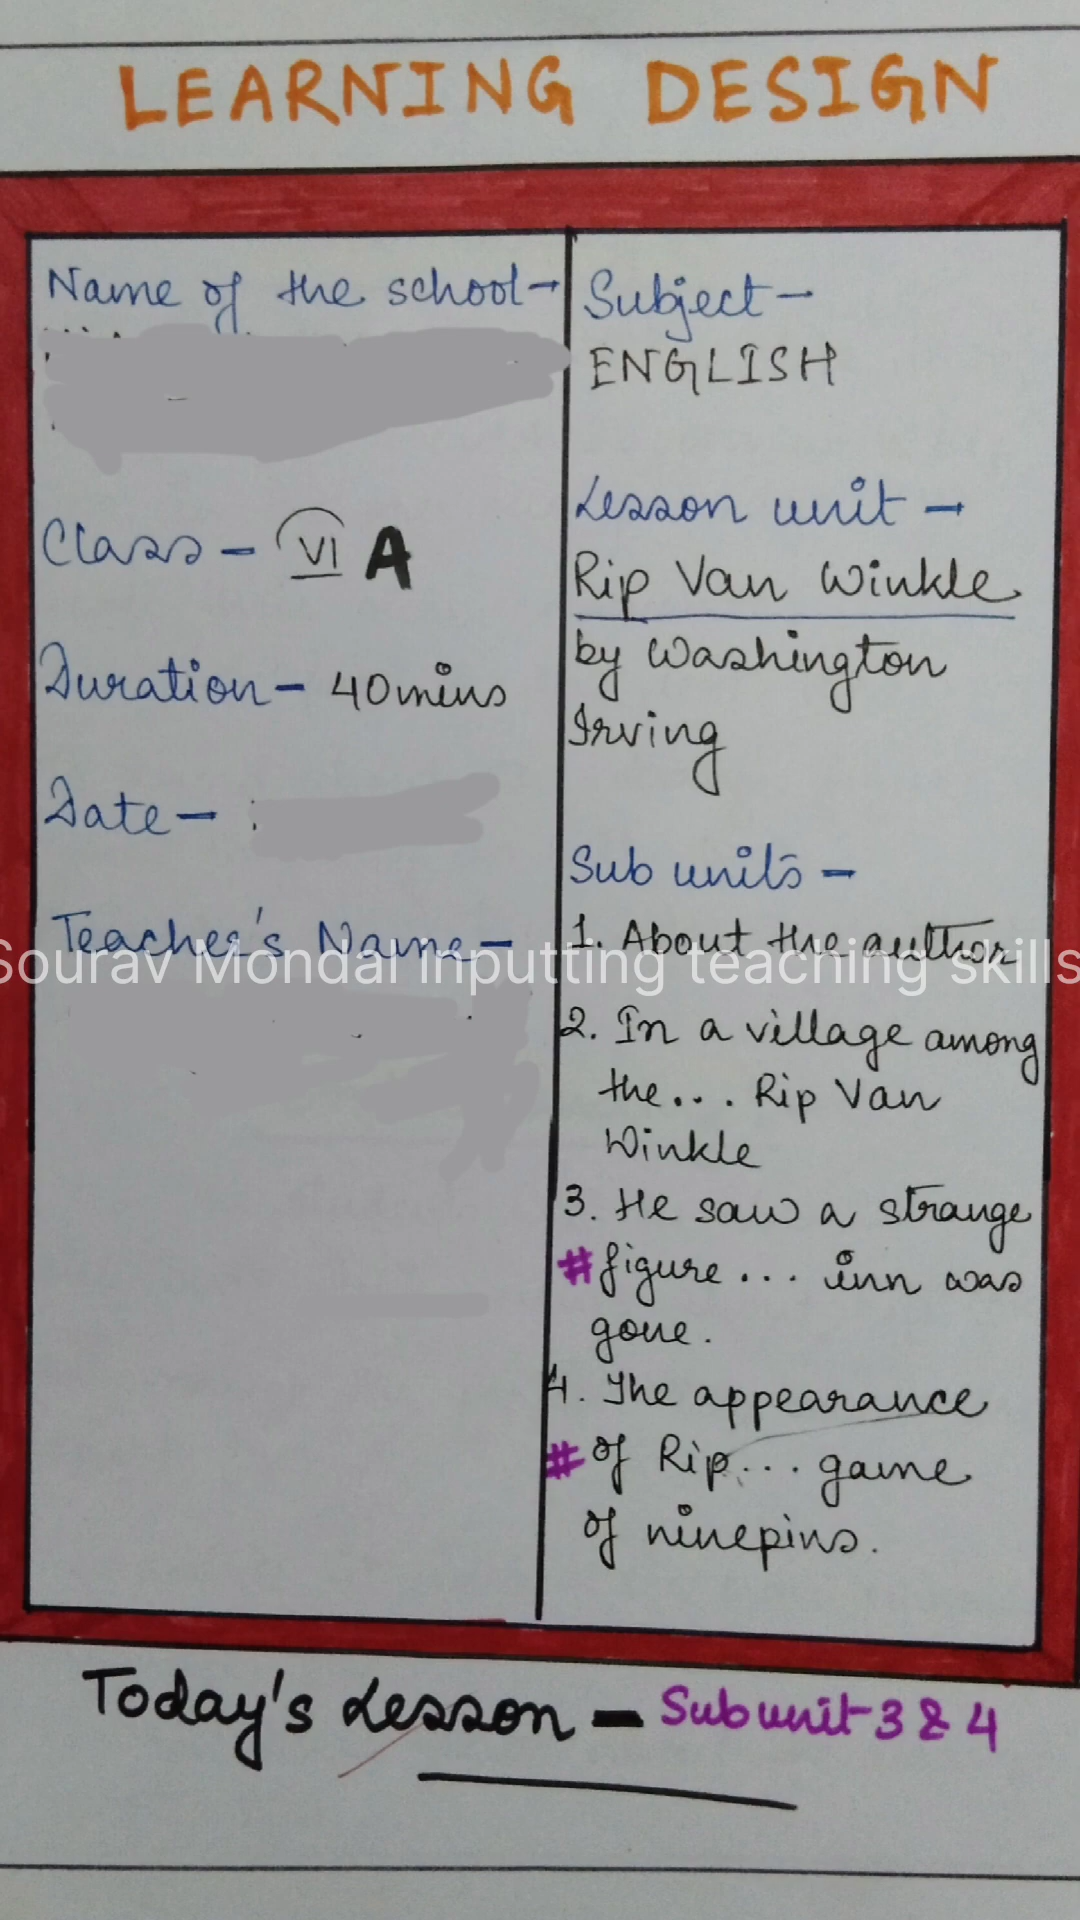 LEARNING DESIGN
Name of the school-
Class- VI A
Duration- 40mins
Date- :
Teacher's Name-
Subject-
ENGLISH
Lesson unit -
Rip Van Winkle
by Washington
Irving
Sub units -
1. About the author
2. In a village among
the... Rip Van
Winkle
3. He saw a strange
# figure ... inn was
gone.
4. The appearance
# of Rip... game
of ninepins.
Sourav Mondal inputting teaching skills
Today's Lesson - Sub unit-3 & 4